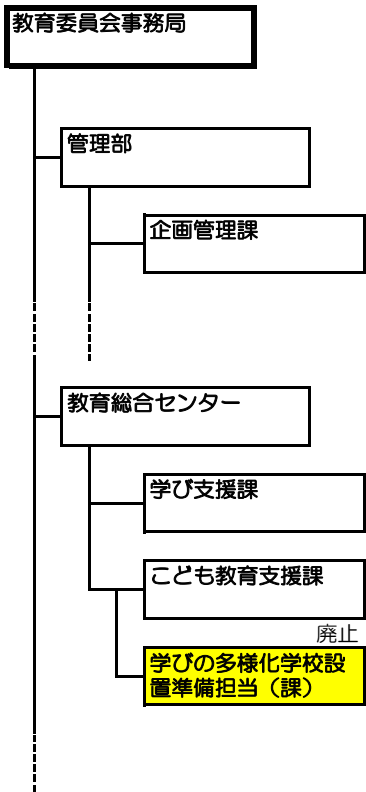 教育委員会事務局
管理部
企画管理課
教育総合センター
学び支援課
こども教育支援課
廃止
学びの多様化学校設
置準備担当（課）